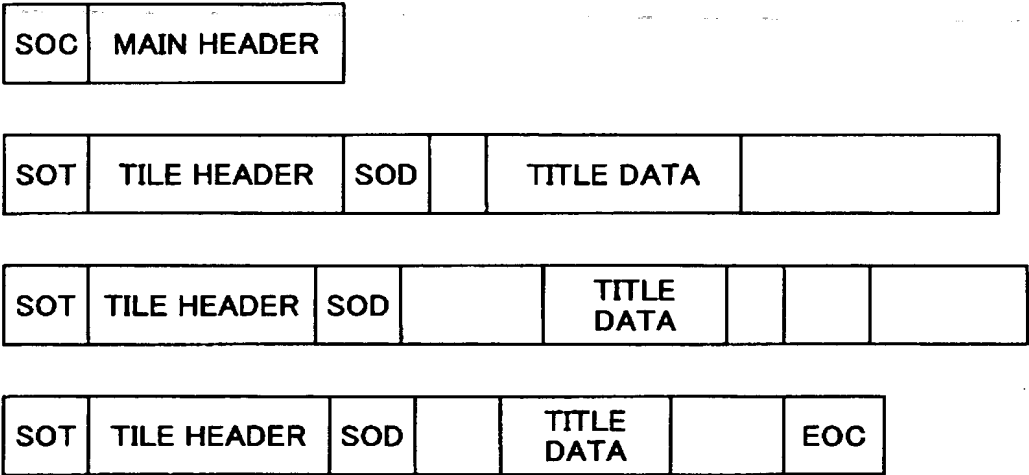 SOC MAIN HEADER
SOT TILE HEADER SOD TITLE DATA
SOT TILE HEADER SOD TITLE DATA
SOT TILE HEADER SOD TITLE DATA EOC